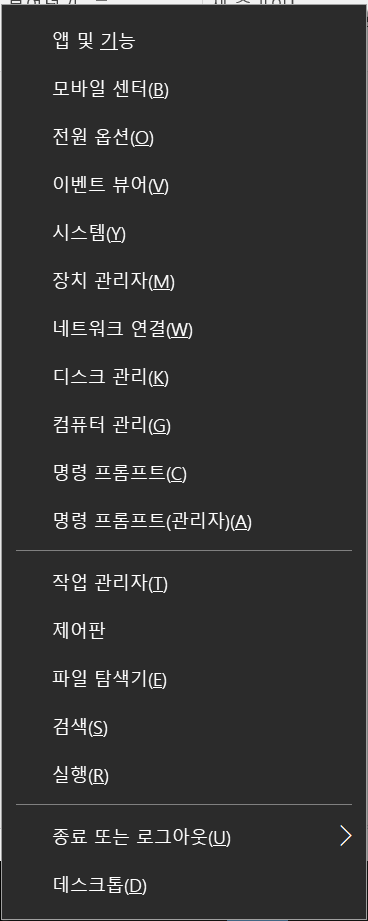 앱 및 기능
모바일 센터(B)
전원 옵션(O)
이벤트 뷰어(V)
시스템(Y)
장치 관리자(M)
네트워크 연결(W)
디스크 관리(K)
컴퓨터 관리(G)
명령 프롬프트(C)
명령 프롬프트(관리자)(A)
작업 관리자(T)
제어판
파일 탐색기(E)
검색(S)
실행(R)
종료 또는 로그아웃(U)
데스크톱(D)